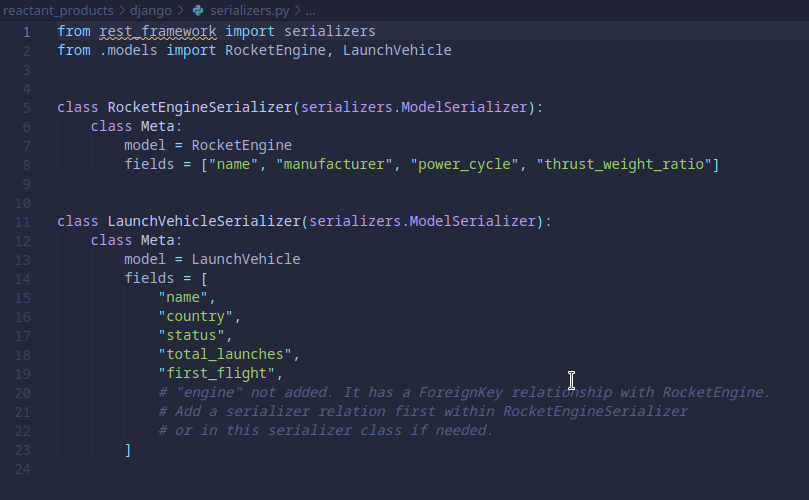 reactant_products > django > serializers.py > ...
1 from rest_framework import serializers
2 from .models import RocketEngine, LaunchVehicle
3
4
5 class RocketEngineSerializer(serializers.ModelSerializer):
6     class Meta:
7         model = RocketEngine
8         fields = ["name", "manufacturer", "power_cycle", "thrust_weight_ratio"]
9
10
11 class LaunchVehicleSerializer(serializers.ModelSerializer):
12     class Meta:
13         model = LaunchVehicle
14         fields = [
15             "name",
16             "country",
17             "status",
18             "total_launches",
19             "first_flight",
20             # "engine" not added. It has a ForeignKey relationship with RocketEngine.
21             # Add a serializer relation first within RocketEngineSerializer
22             # or in this serializer class if needed.
23         ]
24